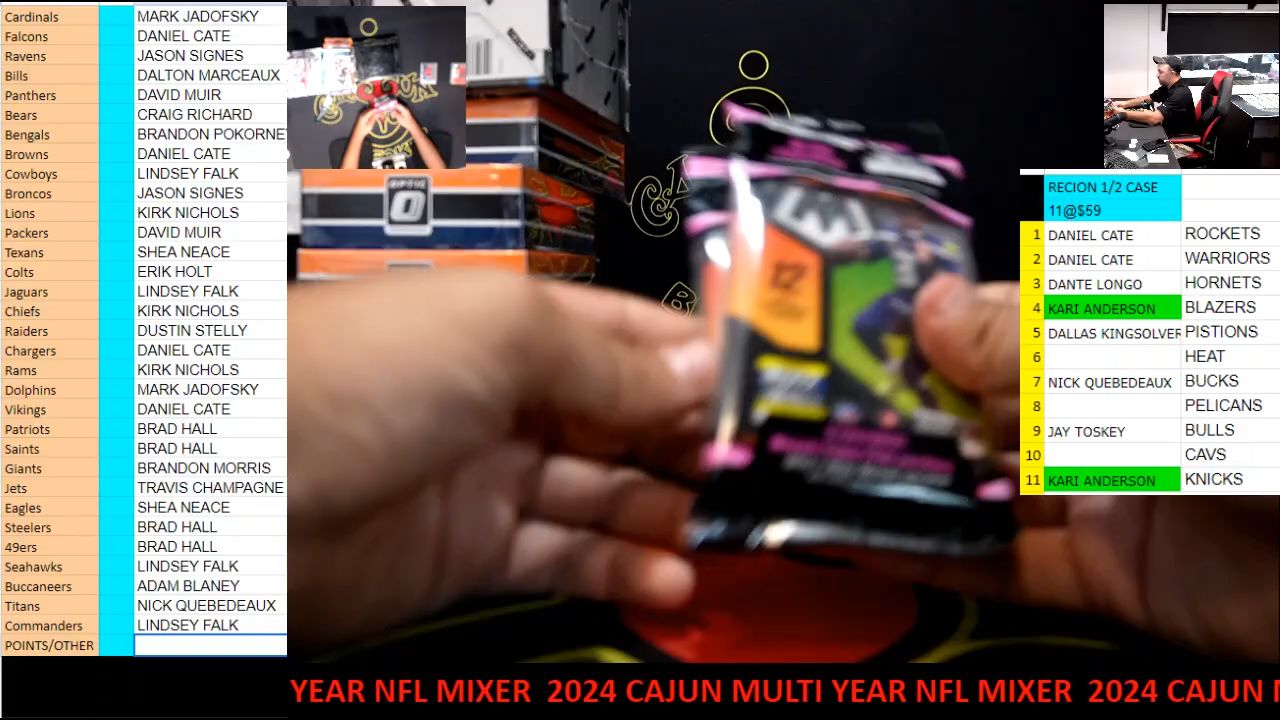 Cardinals MARK JADOFSKY
Falcons DANIEL CATE
Ravens JASON SIGNES
Bills DALTON MARCEAUX
Panthers DAVID MUIR
Bears CRAIG RICHARD
Bengals BRANDON POKORNE
Browns DANIEL CATE
Cowboys LINDSEY FALK
Broncos JASON SIGNES
Lions KIRK NICHOLS
Packers DAVID MUIR
Texans SHEA NEACE
Colts ERIK HOLT
Jaguars LINDSEY FALK
Chiefs KIRK NICHOLS
Raiders DUSTIN STELLY
Chargers DANIEL CATE
Rams KIRK NICHOLS
Dolphins MARK JADOFSKY
Vikings DANIEL CATE
Patriots BRAD HALL
Saints BRAD HALL
Giants BRANDON MORRIS
Jets TRAVIS CHAMPAGNE
Eagles SHEA NEACE
Steelers BRAD HALL
49ers BRAD HALL
Seahawks LINDSEY FALK
Buccaneers ADAM BLANEY
Titans NICK QUEBEDEAUX
Commanders LINDSEY FALK
POINTS/OTHER
OPTIC
12
RECION 1/2 CASE
11@$59
1 DANIEL CATE ROCKETS
2 DANIEL CATE WARRIORS
3 DANTE LONGO HORNETS
4 KARI ANDERSON BLAZERS
5 DALLAS KINGSOLVER PISTIONS
6 HEAT
7 NICK QUEBEDEAUX BUCKS
8 PELICANS
9 JAY TOSKEY BULLS
10 CAVS
11 KARI ANDERSON KNICKS
YEAR NFL MIXER 2024 CAJUN MULTI YEAR NFL MIXER 2024 CAJUN